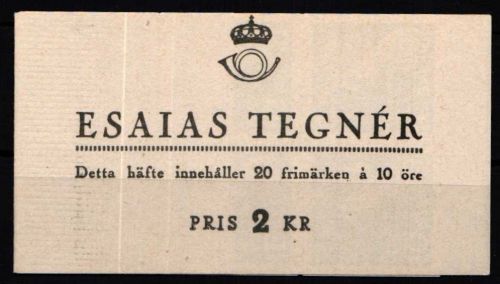 ESAIAS TEGNÉR
Detta häfte innehåller 20 frimärken å 10 öre
PRIS 2 KR